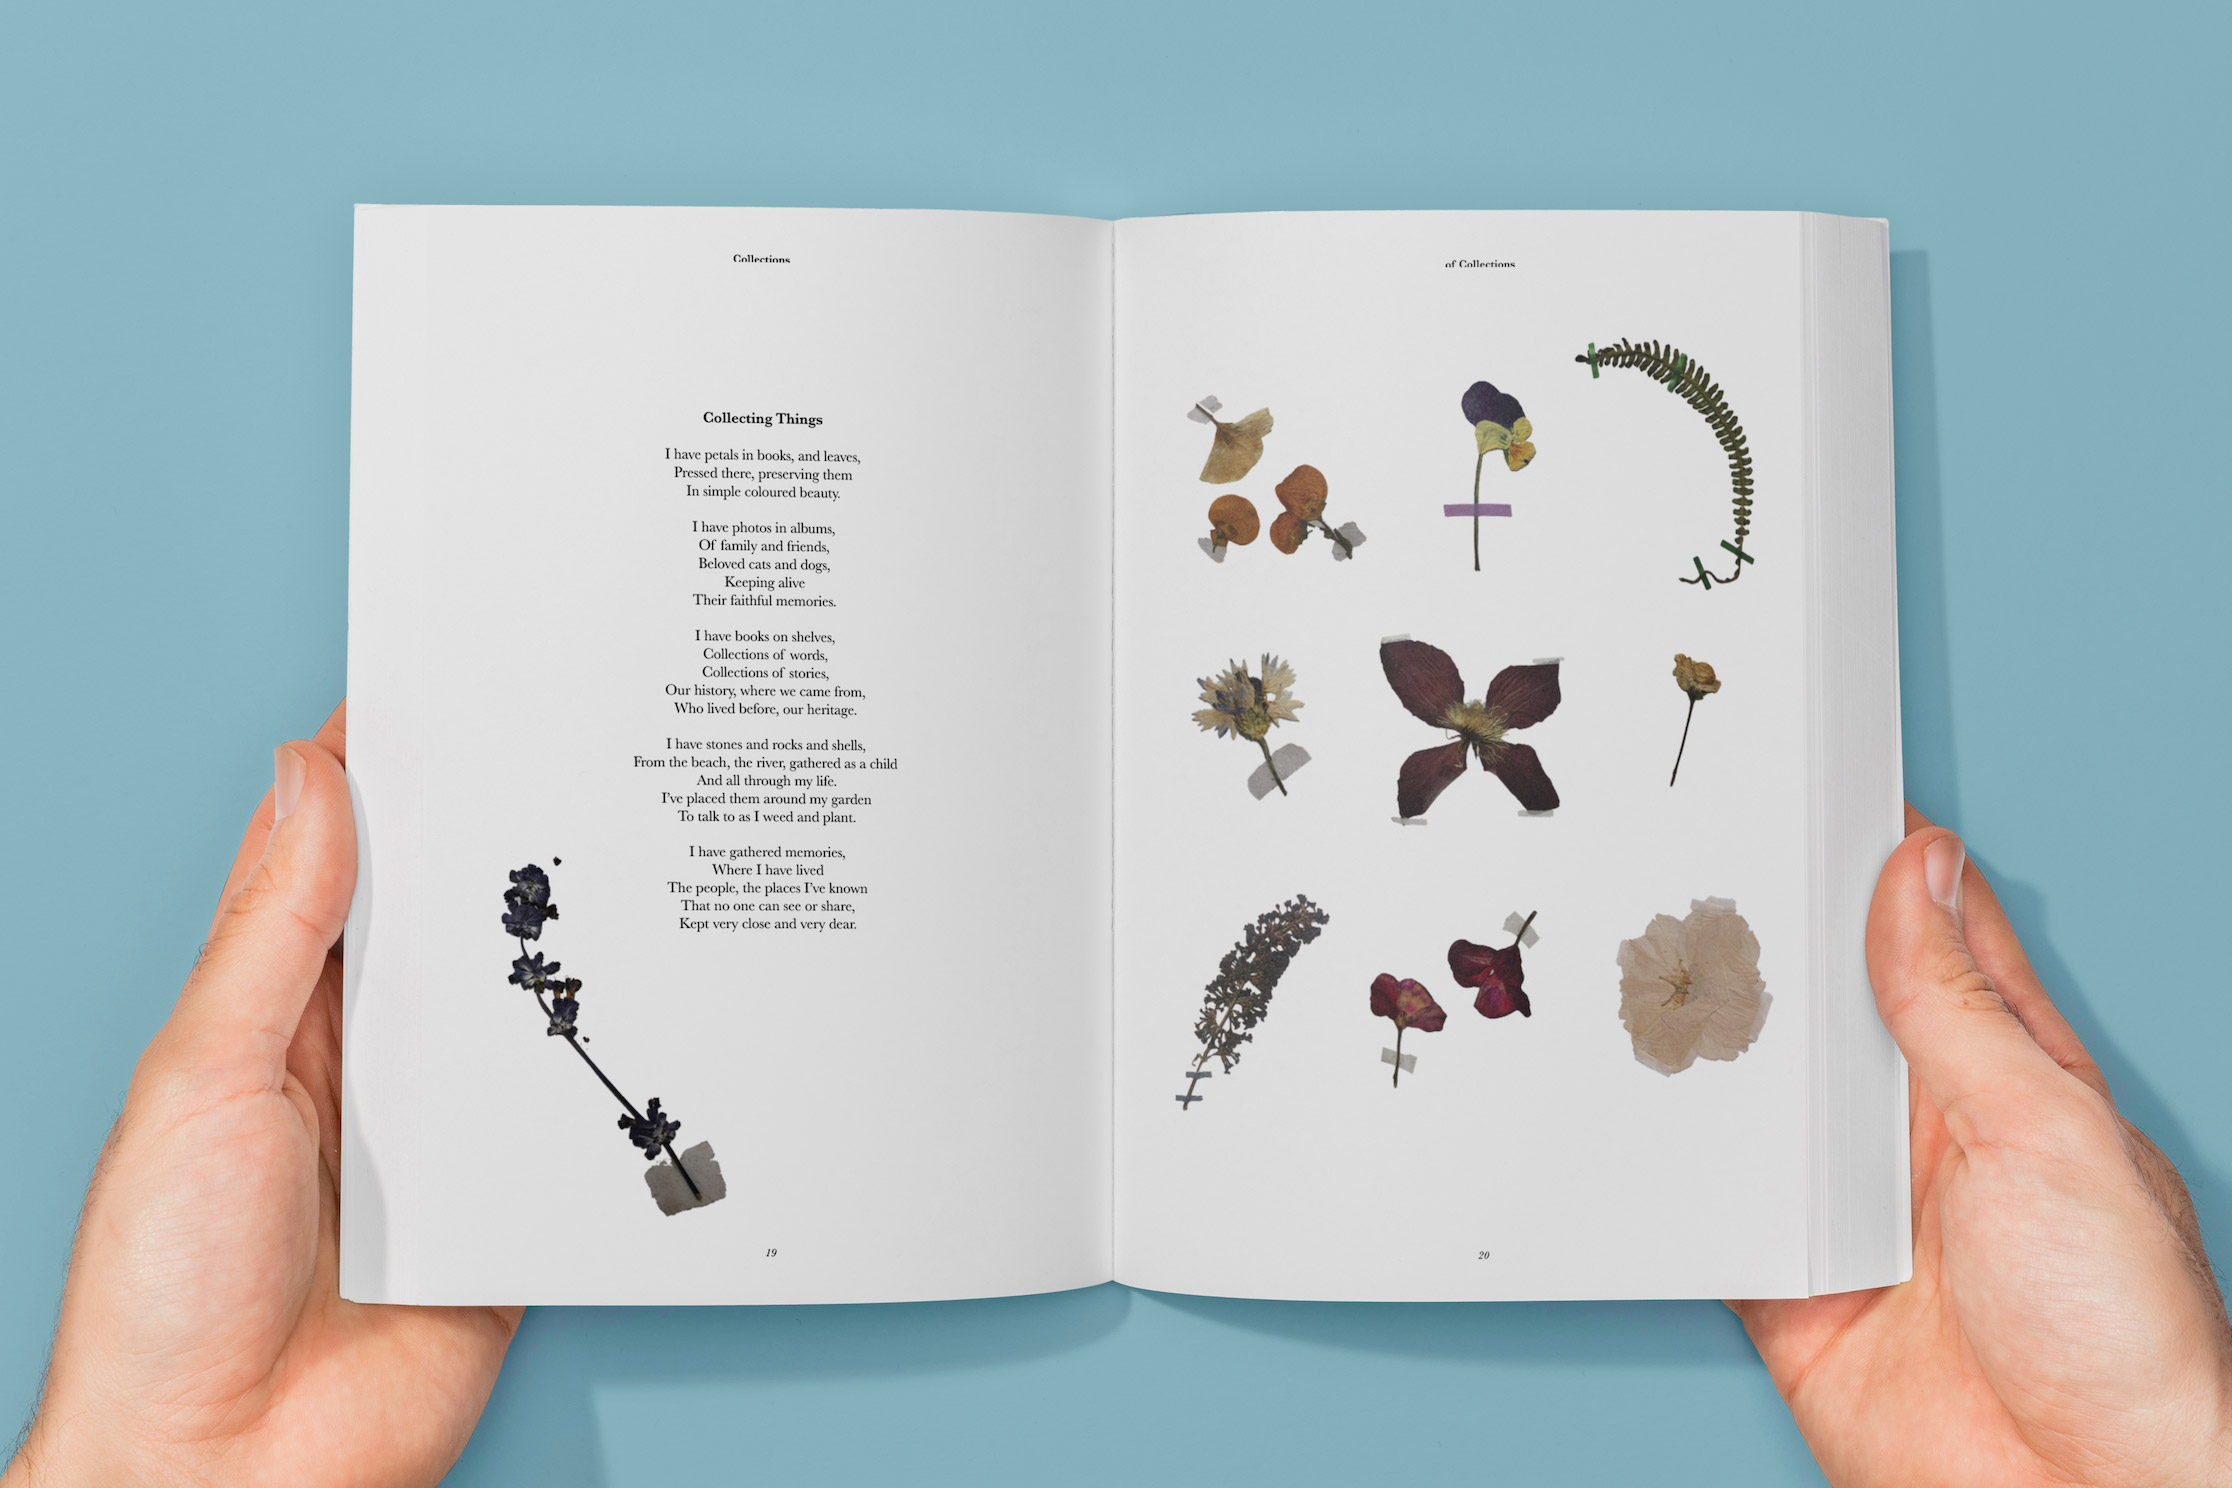 Collections
Collecting Things
I have petals in books, and leaves,
Pressed there, preserving them
In simple coloured beauty.
I have photos in albums,
Of family and friends,
Beloved cats and dogs,
Keeping alive
Their faithful memories.
I have books on shelves,
Collections of words,
Collections of stories,
Our history, where we came from,
Who lived before, our heritage.
I have stones and rocks and shells,
From the beach, the river, gathered as a child
And all through my life.
I've placed them around my garden
To talk to as I weed and plant.
I have gathered memories,
Where I have lived
The people, the places I've known
That no one can see or share,
Kept very close and very dear.
19
of Collections
20